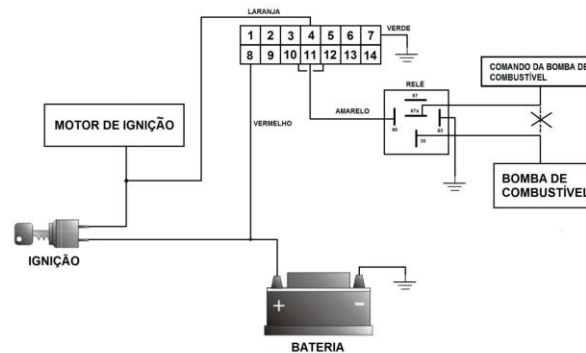 LARANJA
VERDE
1 2 3 4 5 6 7
8 9 10 11 12 13 14
COMANDO DA BOMBA DE
COMBUSTÍVEL
RELÉ
87
87a
86
85
30
MOTOR DE IGNIÇÃO
VERMELHO
AMARELO
BOMBA DE
COMBUSTÍVEL
IGNIÇÃO
+ -
BATERIA